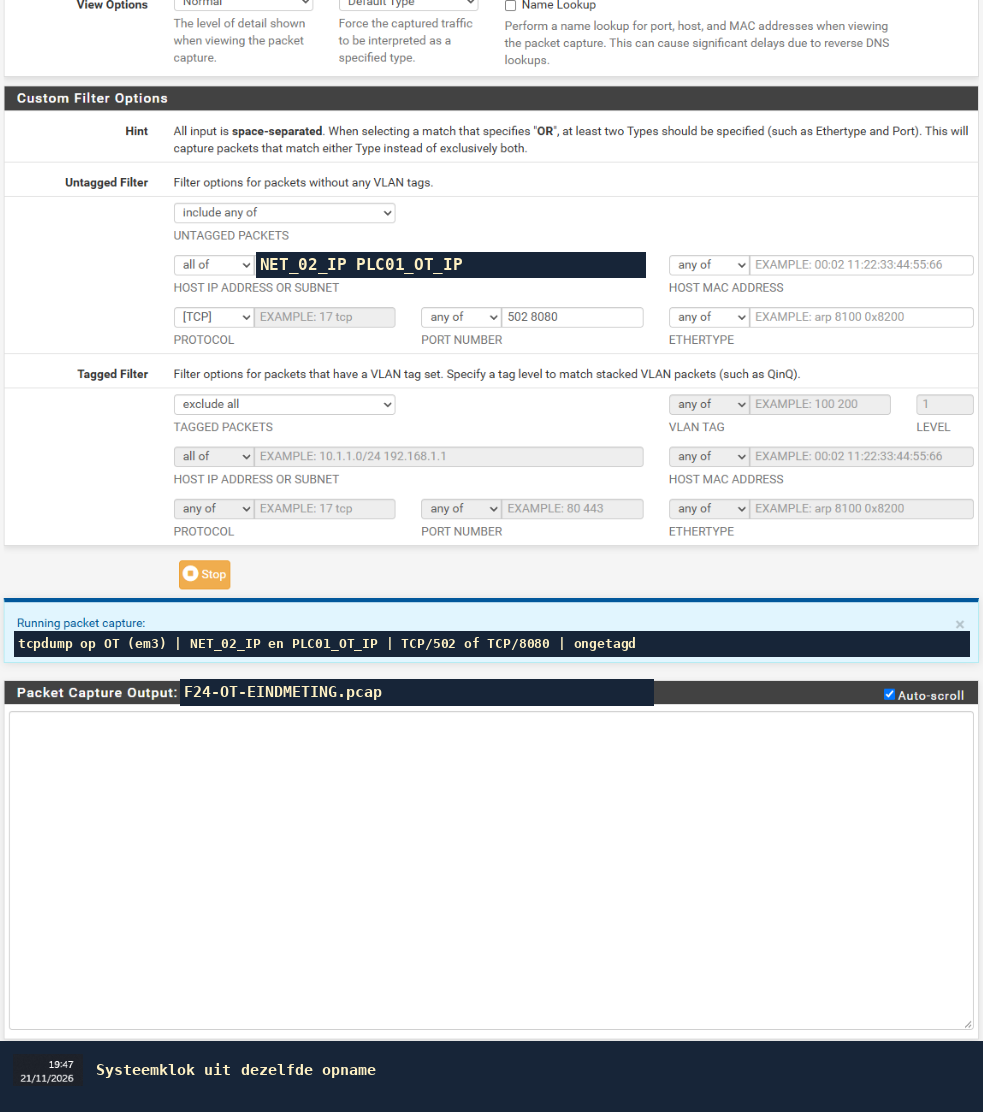 View Options
Normal
Default Type
Name Lookup
The level of detail shown
when viewing the packet
capture.
Force the captured traffic
to be interpreted as a
specified type.
Perform a name lookup for port, host, and MAC addresses when viewing
the packet capture. This can cause significant delays due to reverse DNS
lookups.
Custom Filter Options
Hint
All input is space-separated. When selecting a match that specifies "OR", at least two Types should be specified (such as Ethertype and Port). This will
capture packets that match either Type instead of exclusively both.
Untagged Filter
Filter options for packets without any VLAN tags.
include any of
UNTAGGED PACKETS
all of
NET_02_IP PLC01_OT_IP
any of
EXAMPLE: 00:02 11:22:33:44:55:66
HOST IP ADDRESS OR SUBNET
HOST MAC ADDRESS
[TCP]
EXAMPLE: 17 tcp
any of
502 8080
any of
EXAMPLE: arp 8100 0x8200
PROTOCOL
PORT NUMBER
ETHERTYPE
Tagged Filter
Filter options for packets that have a VLAN tag set. Specify a tag level to match stacked VLAN packets (such as QinQ).
exclude all
any of
EXAMPLE: 100 200
1
TAGGED PACKETS
VLAN TAG
LEVEL
all of
EXAMPLE: 10.1.1.0/24 192.168.1.1
any of
EXAMPLE: 00:02 11:22:33:44:55:66
HOST IP ADDRESS OR SUBNET
HOST MAC ADDRESS
any of
EXAMPLE: 17 tcp
any of
EXAMPLE: 80 443
any of
EXAMPLE: arp 8100 0x8200
PROTOCOL
PORT NUMBER
ETHERTYPE
Stop
Running packet capture:
×
tcpdump op OT (em3) | NET_02_IP en PLC01_OT_IP | TCP/502 of TCP/8080 | ongetagd
Packet Capture Output: F24-OT-EINDMETING.pcap
Auto-scroll
19:47
21/11/2026
Systeemklok uit dezelfde opname